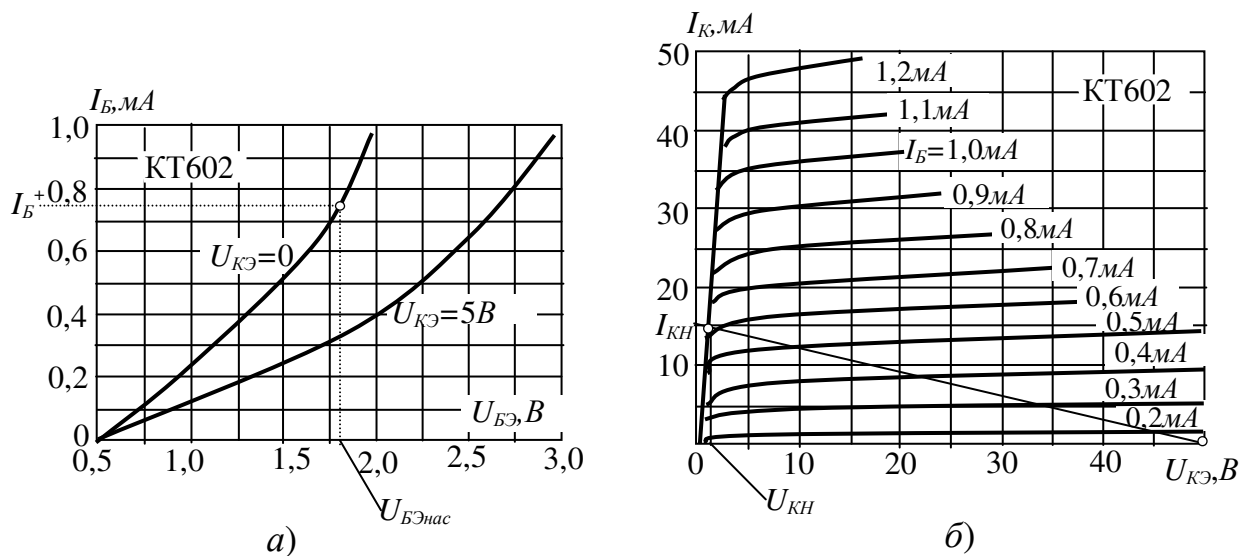 I_Б,мА
1,0
КТ602
0,8
I_Б⁺
0,6
U_КЭ=0
0,4
U_КЭ=5В
0,2
U_БЭ,В
0
0,5
1,0
1,5
2,0
2,5
3,0
U_БЭнас
а)
I_К,мА
50
1,2мА
КТ602
1,1мА
40
I_Б=1,0мА
0,9мА
30
0,8мА
0,7мА
20
0,6мА
I_КН
0,5мА
0,4мА
10
0,3мА
0,2мА
0
10
20
30
40
U_КЭ,В
U_КН
б)